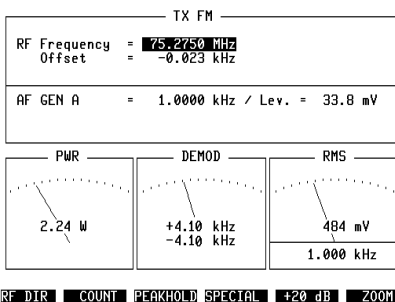 TX FM
RF Frequency = 75.2750 MHz
Offset = -0.023 kHz
AF GEN A = 1.0000 kHz / Lev. = 33.8 mV
PWR DEMOD RMS
2.24 W +4.10 kHz 484 mV
-4.10 kHz
1.000 kHz
RF DIR COUNT PEAKHOLD SPECIAL +20 dB ZOOM